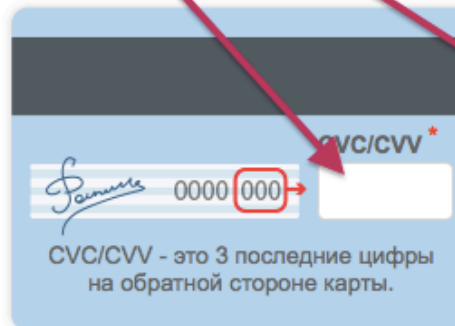 CVC/CVV *
0000 000
CVC/CVV - это 3 последние цифры
на обратной стороне карты.